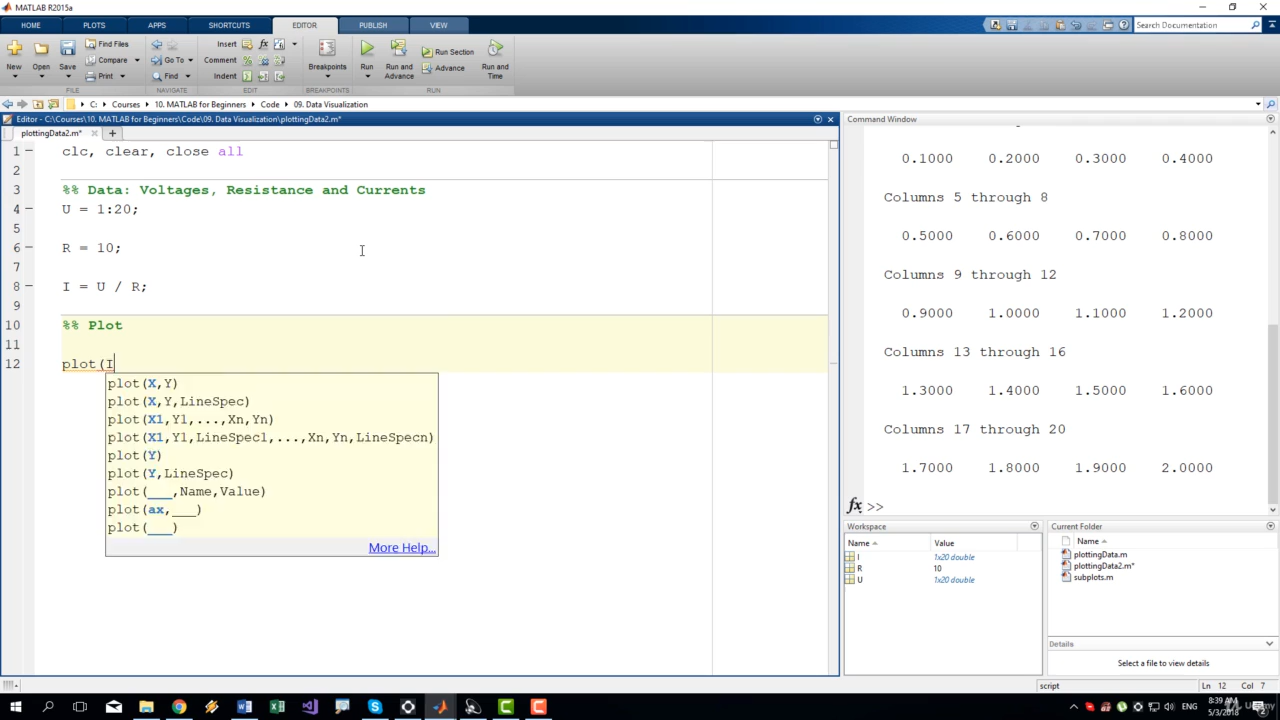 MATLAB R2015a
HOME PLOTS APPS SHORTCUTS EDITOR PUBLISH VIEW Search Documentation
New Open Save Find Files Compare Print Go To Find Insert Comment Indent Breakpoints Run Run and Advance Run Section Advance Run and Time
FILE NAVIGATE EDIT BREAKPOINTS RUN
C: Courses 10. MATLAB for Beginners Code 09. Data Visualization
Editor - C:\Courses\10. MATLAB for Beginners\Code\09. Data Visualization\plottingData2.m*
plottingData2.m*
1 clc, clear, close all
2
3 %% Data: Voltages, Resistance and Currents
4 U = 1:20;
5
6 R = 10;
7
8 I = U / R;
9
10 %% Plot
11
12 plot(I
plot(X,Y)
plot(X,Y,LineSpec)
plot(X1,Y1,...,Xn,Yn)
plot(X1,Y1,LineSpec1,...,Xn,Yn,LineSpecn)
plot(Y)
plot(Y,LineSpec)
plot(___,Name,Value)
plot(ax,___)
plot(___)
More Help...
Command Window
0.1000 0.2000 0.3000 0.4000
Columns 5 through 8
0.5000 0.6000 0.7000 0.8000
Columns 9 through 12
0.9000 1.0000 1.1000 1.2000
Columns 13 through 16
1.3000 1.4000 1.5000 1.6000
Columns 17 through 20
1.7000 1.8000 1.9000 2.0000
fx >>
Workspace
Name Value
I 1x20 double
R 10
U 1x20 double
Current Folder
Name
plottingData.m
plottingData2.m*
subplots.m
Details
Select a file to view details
script Ln 12 Col 7
ENG 8:39 AM
5/3/2018